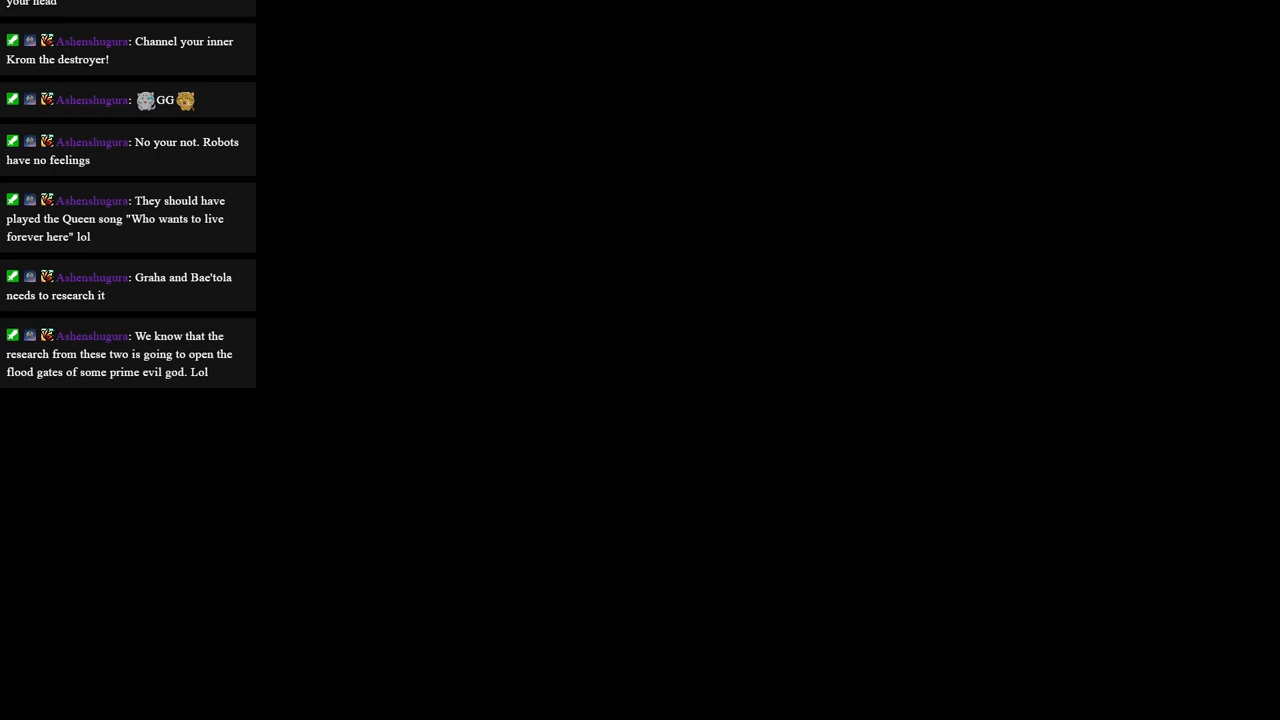 your head
Ashenshugura: Channel your inner
Krom the destroyer!
Ashenshugura: GG
Ashenshugura: No your not. Robots
have no feelings
Ashenshugura: They should have
played the Queen song "Who wants to live
forever here" lol
Ashenshugura: Graha and Bae'tola
needs to research it
Ashenshugura: We know that the
research from these two is going to open the
flood gates of some prime evil god. Lol